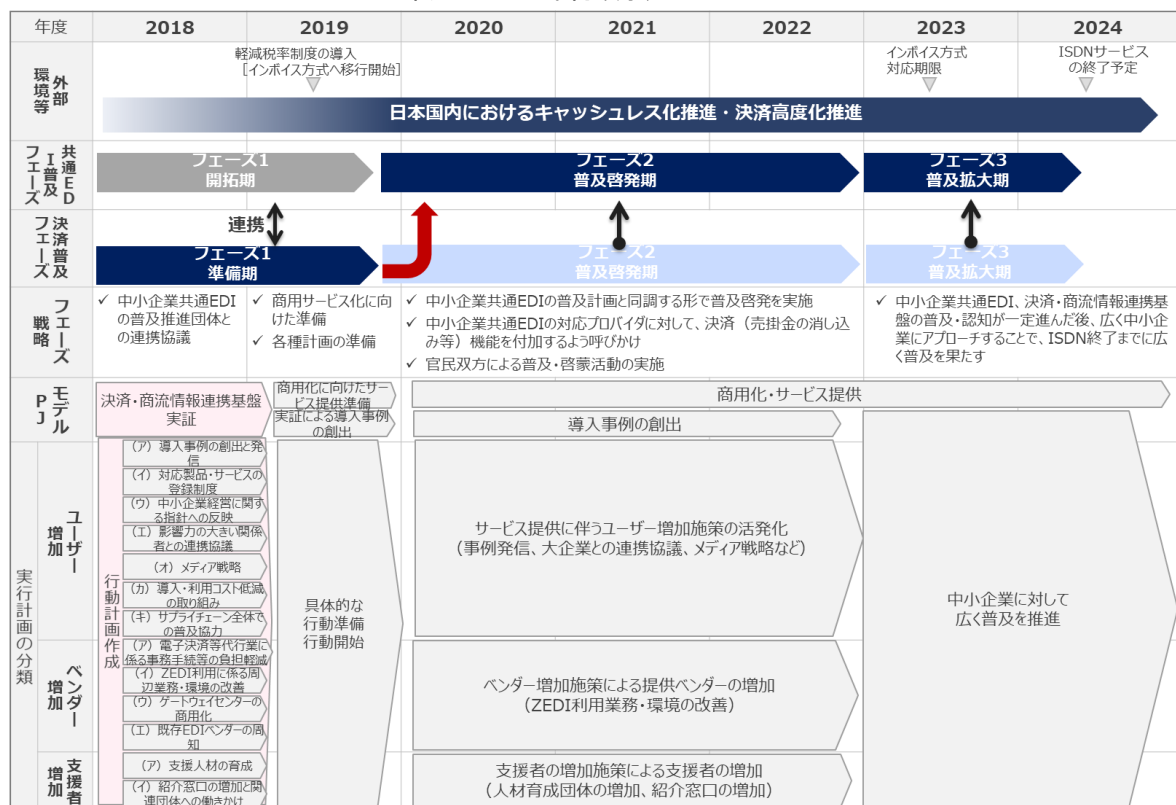 年度
2018
2019
2020
2021
2022
2023
2024
外部
環境等
軽減税率制度の導入
[インボイス方式へ移行開始]
インボイス方式
対応期限
ISDNサービス
の終了予定
日本国内におけるキャッシュレス化推進・決済高度化推進
共通ED
I普及
フェーズ
フェーズ1
開拓期
フェーズ2
普及啓発期
フェーズ3
普及拡大期
連携
決済普及
フェーズ
フェーズ1
準備期
フェーズ2
普及啓発期
フェーズ3
普及拡大期
フェーズ
戦略
✓ 中小企業共通EDI
の普及推進団体と
の連携協議
✓ 商用サービス化に向
けた準備
✓ 各種計画の準備
✓ 中小企業共通EDIの普及計画と同調する形で普及啓発を実施
✓ 中小企業共通EDIの対応プロバイダに対して、決済（売掛金の消し込
み等）機能を付加するよう呼びかけ
✓ 官民双方による普及・啓蒙活動の実施
✓ 中小企業共通EDI、決済・商流情報連携基
盤の普及・認知が一定進んだ後、広く中小企
業にアプローチすることで、ISDN終了までに広
く普及を果たす
モデル
PJ
決済・商流情報連携基盤
実証
商用化に向けたサー
ビス提供準備
実証による導入事例
の創出
商用化・サービス提供
導入事例の創出
実行計画の分類
ユーザー
増加
行動計画作成
（ア）導入事例の創出と発
信
（イ）対応製品・サービスの
登録制度
（ウ）中小企業経営に関す
る指針への反映
（エ）影響力の大きい関係
者との連携協議
（オ）メディア戦略
（カ）導入・利用コスト低減
の取り組み
（キ）サプライチェーン全体で
の普及協力
具体的な
行動準備
行動開始
サービス提供に伴うユーザー増加施策の活発化
（事例発信、大企業との連携協議、メディア戦略など）
中小企業に対して
広く普及を推進
ベンダー
増加
（ア）電子決済等代行業に
係る事務手続等の負担軽減
（イ）ZEDI利用に係る周
辺業務・環境の改善
（ウ）ゲートウェイセンターの
商用化
（エ）既存EDIベンダーの周
知
ベンダー増加施策による提供ベンダーの増加
（ZEDI利用業務・環境の改善）
支援者
増加
（ア）支援人材の育成
（イ）紹介窓口の増加と関
連団体への働きかけ
支援者の増加施策による支援者の増加
（人材育成団体の増加、紹介窓口の増加）